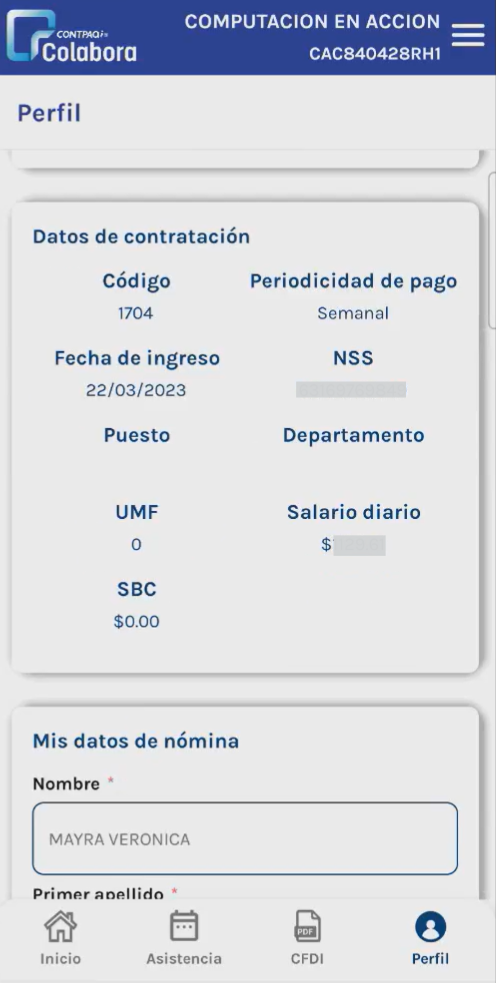 CONTPAQi®
Colabora
COMPUTACION EN ACCION
CAC840428RH1
Perfil
Datos de contratación
Código
Periodicidad de pago
1704
Semanal
Fecha de ingreso
NSS
22/03/2023
Puesto
Departamento
UMF
Salario diario
0
$
SBC
$0.00
Mis datos de nómina
Nombre *
MAYRA VERONICA
Primer apellido *
PDF
Inicio
Asistencia
CFDI
Perfil